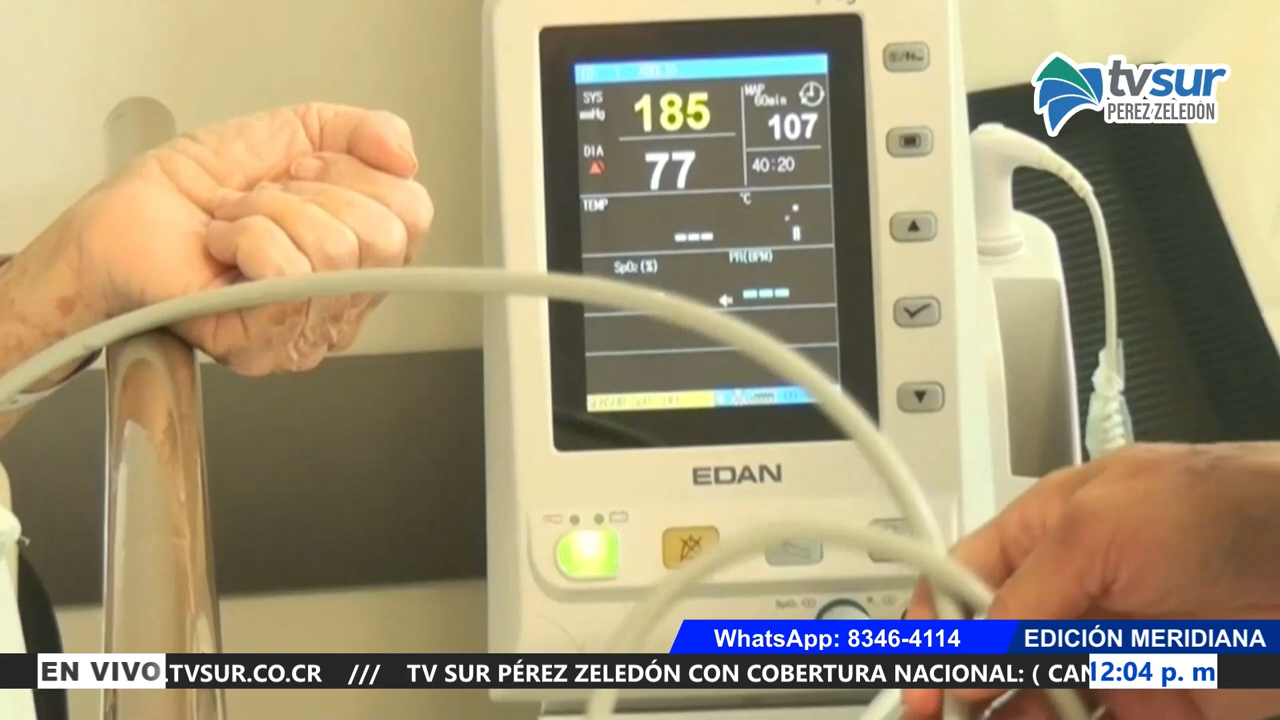 tvsur
PEREZ ZELEDÓN
SYS
mmHg
185
MAP
60min
107
DIA
77
40:20
TEMP
°C
---
SpO₂(%)
PR(BPM)
---
EDAN
WhatsApp: 8346-4114
EDICIÓN MERIDIANA
EN VIVO
.TVSUR.CO.CR /// TV SUR PÉREZ ZELEDÓN CON COBERTURA NACIONAL: ( CAN
12:04 p. m